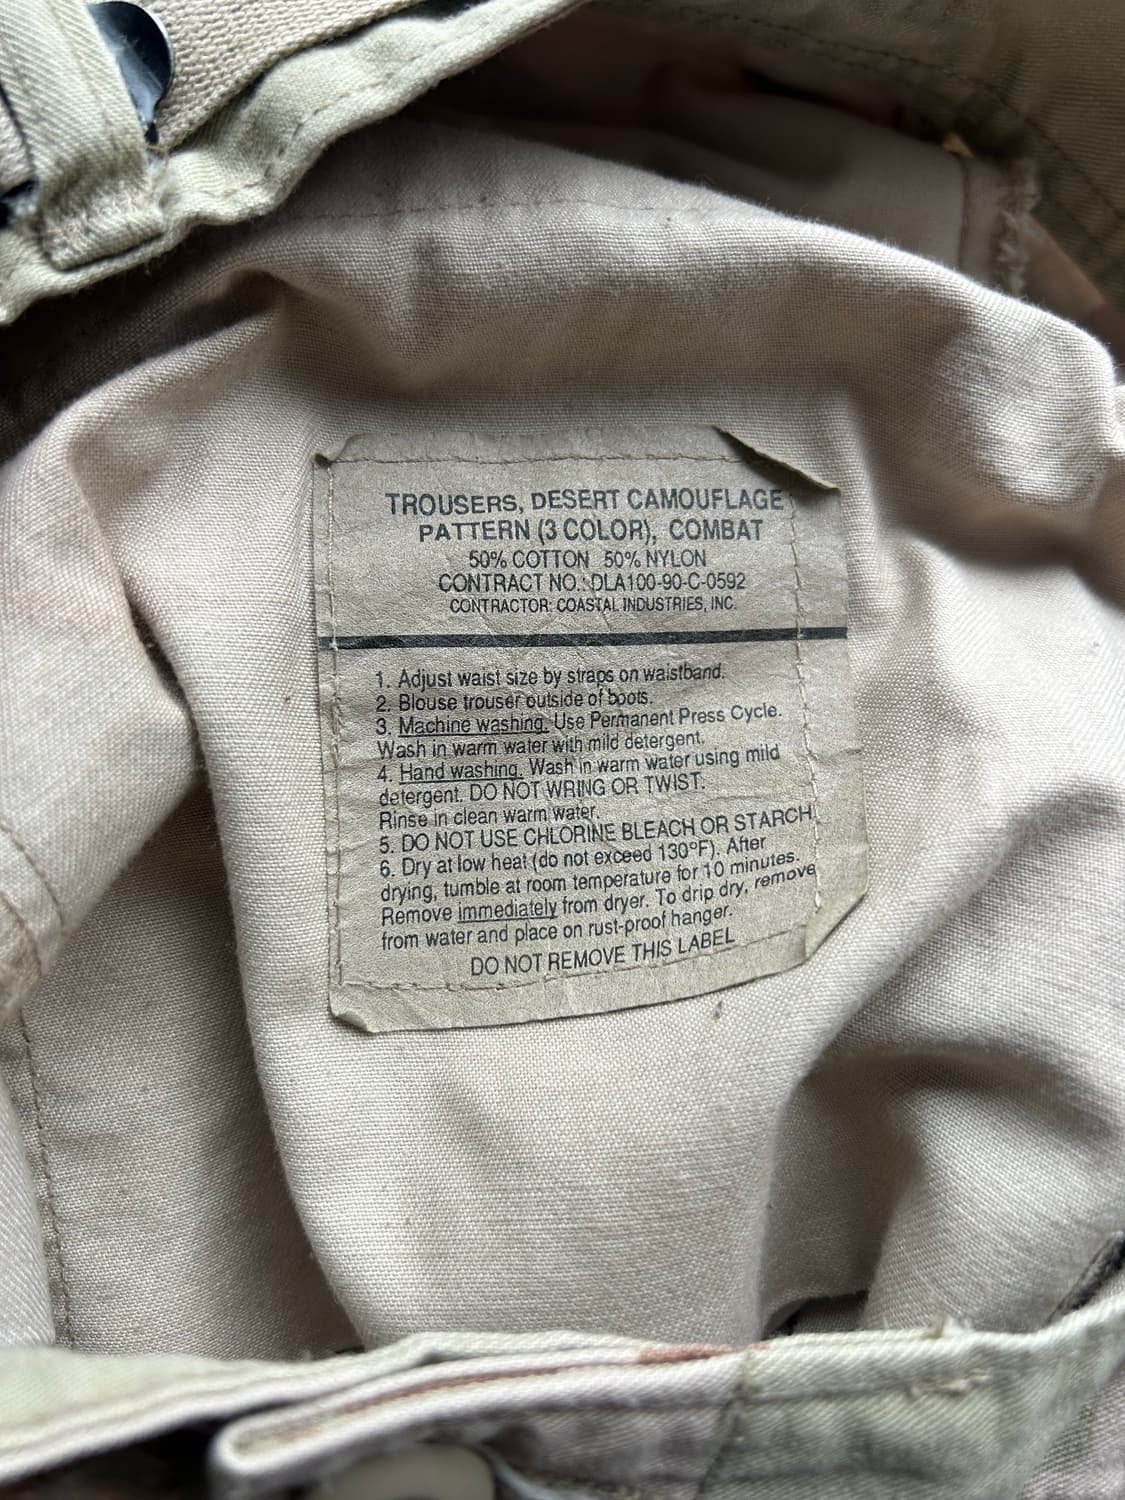 TROUSERS, DESERT CAMOUFLAGE
PATTERN (3 COLOR), COMBAT
50% COTTON 50% NYLON
CONTRACT NO.: DLA100-90-C-0592
CONTRACTOR: COASTAL INDUSTRIES, INC.
1. Adjust waist size by straps on waistband.
2. Blouse trouser outside of boots.
3. Machine washing. Use Permanent Press Cycle.
Wash in warm water with mild detergent.
4. Hand washing. Wash in warm water using mild
detergent. DO NOT WRING OR TWIST.
Rinse in clean warm water.
5. DO NOT USE CHLORINE BLEACH OR STARCH.
6. Dry at low heat (do not exceed 130°F). After
drying, tumble at room temperature for 10 minutes.
Remove immediately from dryer. To drip dry, remove
from water and place on rust-proof hanger.
DO NOT REMOVE THIS LABEL